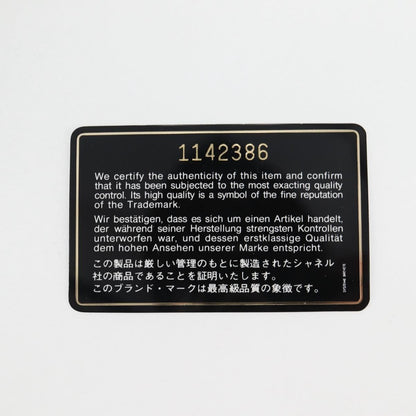 1142386
We certify the authenticity of this item and confirm
that it has been subjected to the most exacting quality
control. Its high quality is a symbol of the fine reputation
of the Trademark.
Wir bestätigen, dass es sich um einen Artikel handelt,
der während seiner Herstellung strengsten Kontrollen
unterworfen war, und dessen erstklassige Qualität
dem hohen Ansehen unserer Marke entspricht.
この製品は厳しい管理のもとに製造されたシャネル
社の商品であることを証明いたします。
このブランド・マークは最高級品質の象徴です。